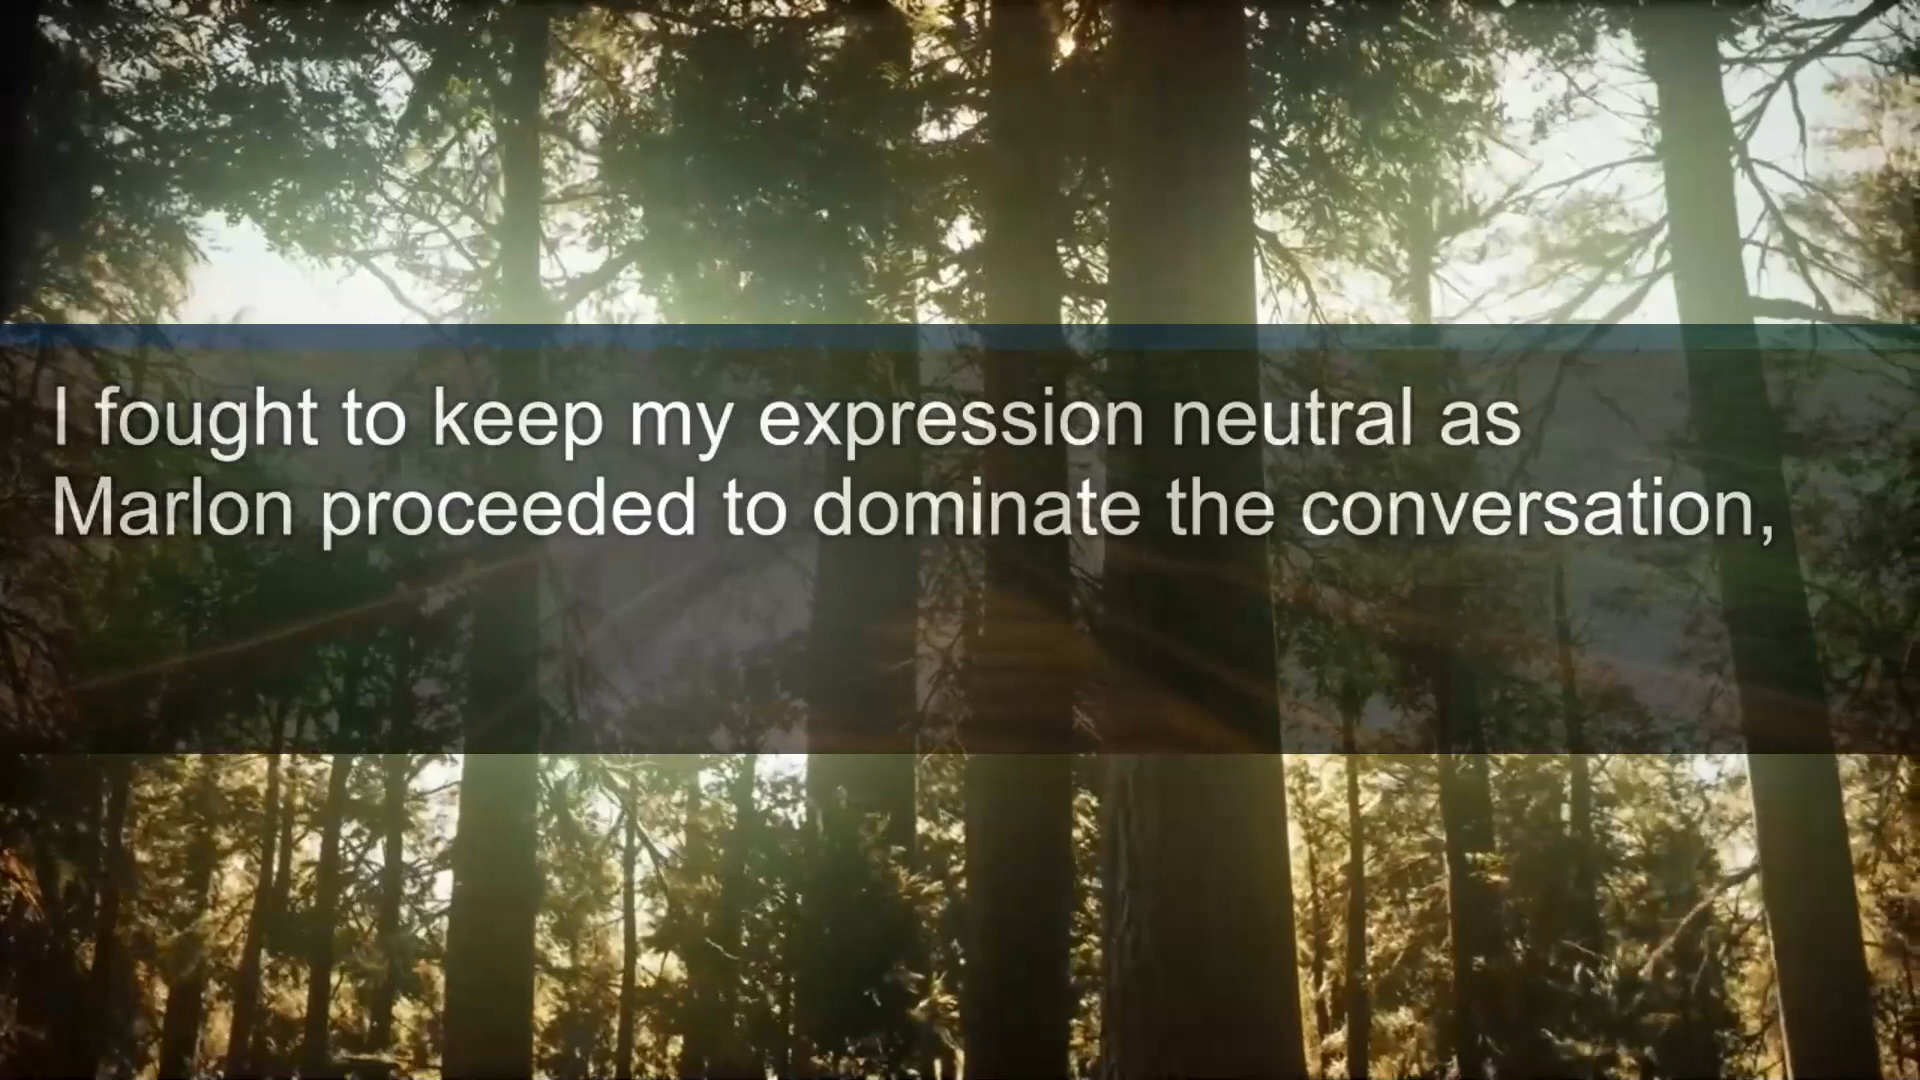 I fought to keep my expression neutral as
Marlon proceeded to dominate the conversation,